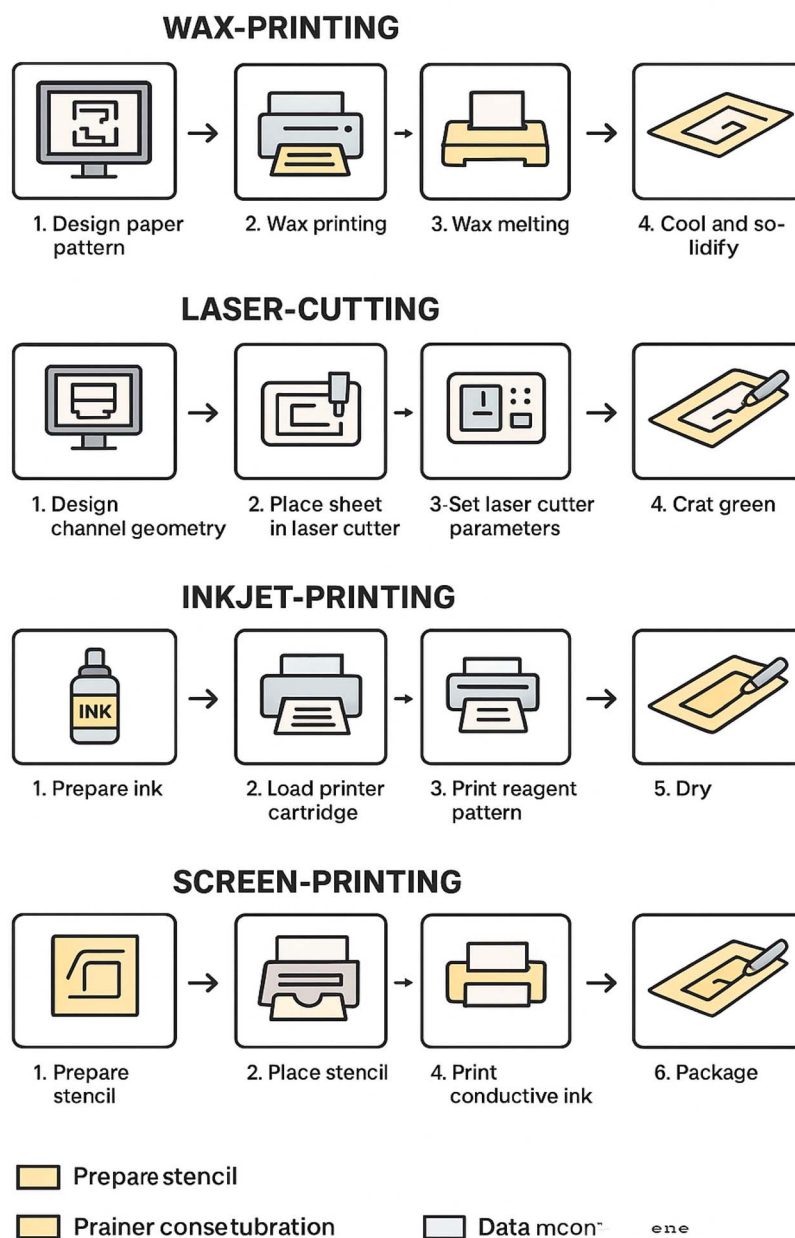 WAX-PRINTING
1. Design paper
pattern
2. Wax printing
3. Wax melting
4. Cool and so-
lidify
LASER-CUTTING
1. Design
channel geometry
2. Place sheet
in laser cutter
3-Set laser cutter
parameters
4. Crat green
INKJET-PRINTING
INK
1. Prepare ink
2. Load printer
cartridge
3. Print reagent
pattern
5. Dry
SCREEN-PRINTING
1. Prepare
stencil
2. Place stencil
4. Print
conductive ink
6. Package
Prepare stencil
Prainer consetubration
Data
ene